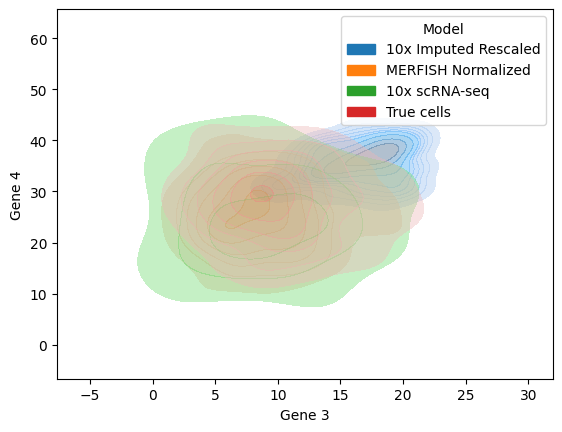 Model
10x Imputed Rescaled
MERFISH Normalized
10x scRNA-seq
True cells
60
50
40
30
20
10
0
Gene 4
−5
0
5
10
15
20
25
30
Gene 3